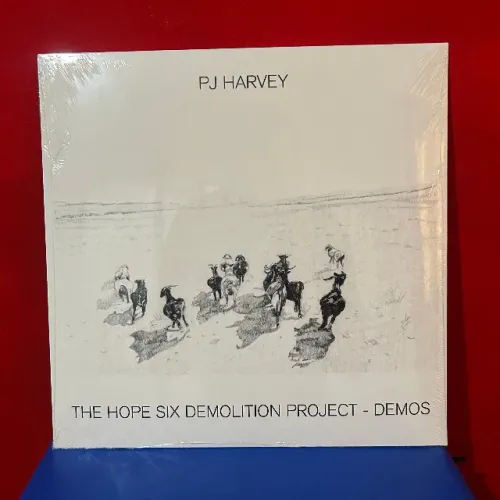 PJ HARVEY
THE HOPE SIX DEMOLITION PROJECT - DEMOS